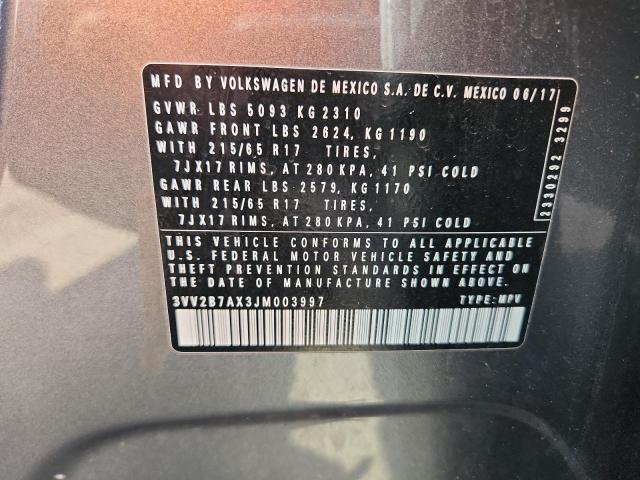 MFD BY VOLKSWAGEN DE MEXICO S.A. DE C.V. MEXICO 06/17
GVWR LBS 5093 KG 2310
GAWR FRONT LBS 2624, KG 1190
WITH 215/65 R17 TIRES,
7JX17 RIMS, AT 280 KPA, 41 PSI COLD
GAWR REAR LBS 2579, KG 1170
WITH 215/65 R17 TIRES,
7JX17 RIMS, AT 280 KPA, 41 PSI COLD
2330292 3299
THIS VEHICLE CONFORMS TO ALL APPLICABLE
U.S. FEDERAL MOTOR VEHICLE SAFETY AND
THEFT PREVENTION STANDARDS IN EFFECT ON
THE DATE OF MANUFACTURE SHOWN ABOVE.
3VV2B7AX3JM003997 TYPE: MPV